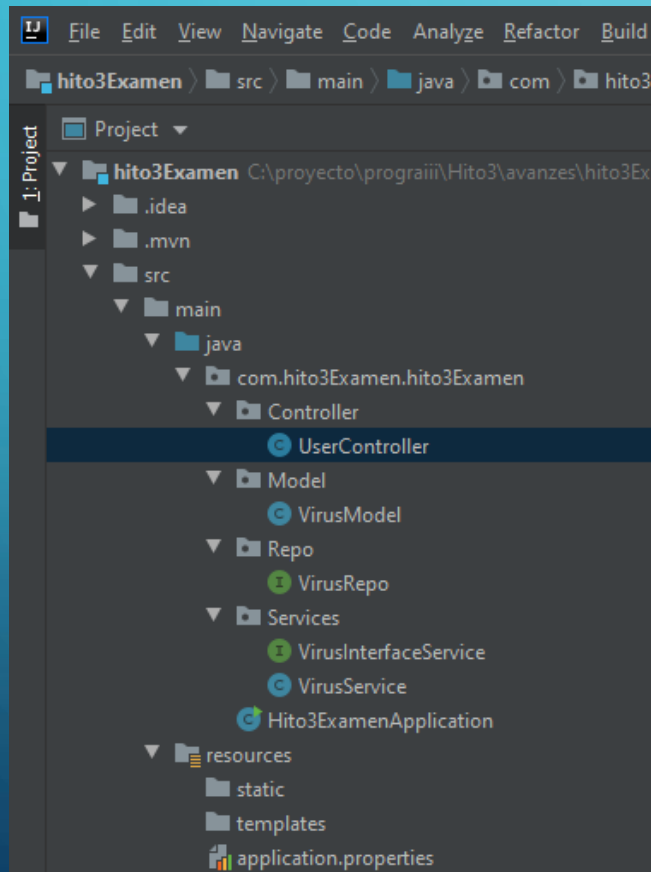 IJ File Edit View Navigate Code Analyze Refactor Build
hito3Examen src main java com hito3
1: Project
Project
hito3Examen C:\proyecto\prograiii\Hito3\avanzes\hito3Ex
.idea
.mvn
src
main
java
com.hito3Examen.hito3Examen
Controller
C UserController
Model
C VirusModel
Repo
I VirusRepo
Services
I VirusInterfaceService
C VirusService
C Hito3ExamenApplication
resources
static
templates
application.properties